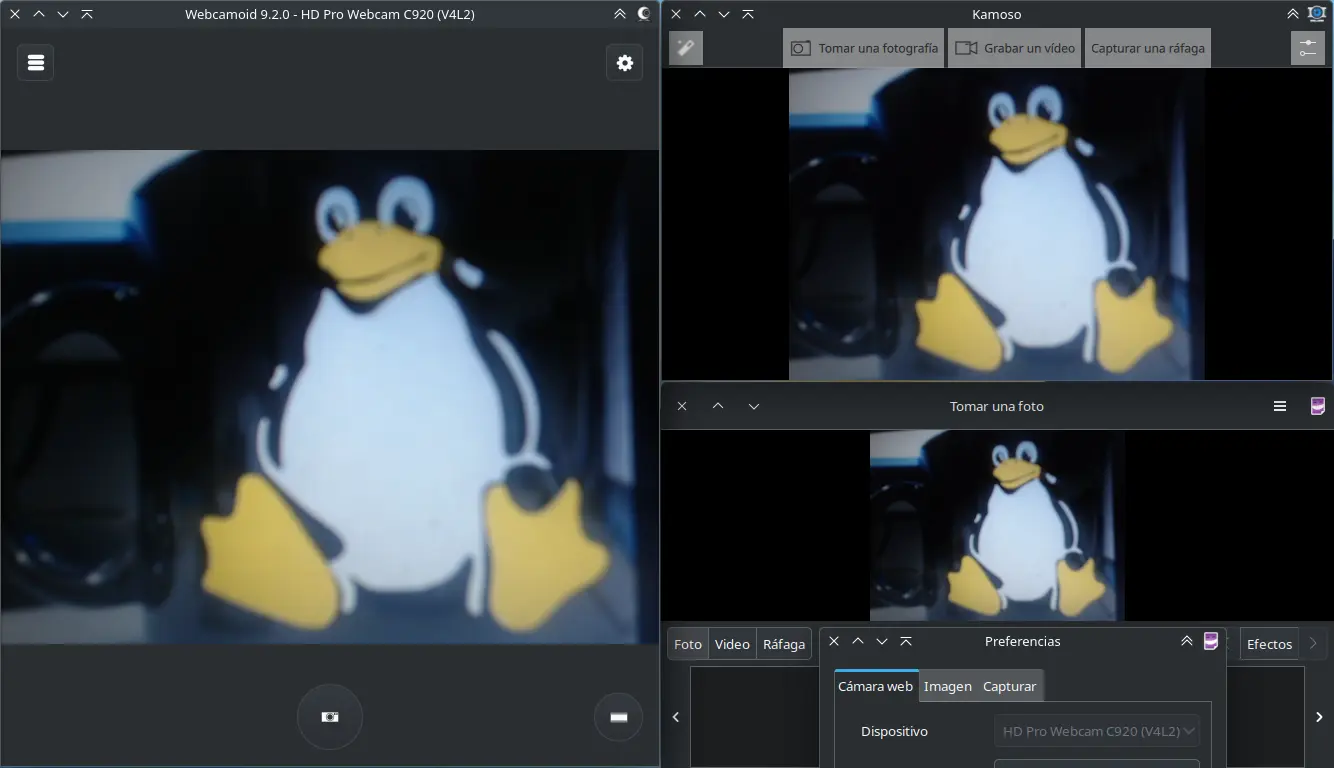 Webcamoid 9.2.0 - HD Pro Webcam C920 (V4L2)
Kamoso
Tomar una fotografía
Grabar un vídeo
Capturar una ráfaga
Tomar una foto
Foto
Video
Ráfaga
Efectos
Preferencias
Cámara web
Imagen
Capturar
Dispositivo
HD Pro Webcam C920 (V4L2)